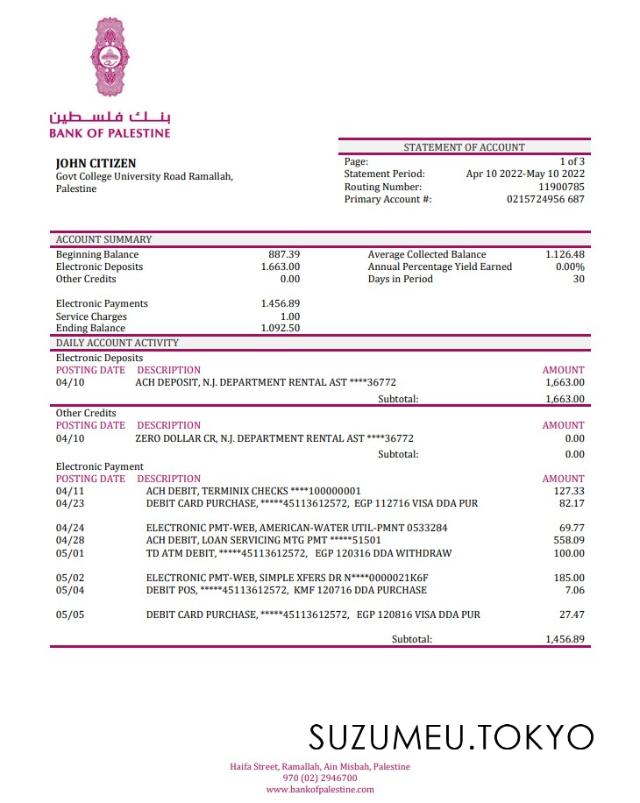 بنك فلسطين
BANK OF PALESTINE
JOHN CITIZEN
Govt College University Road Ramallah,
Palestine
STATEMENT OF ACCOUNT
Page: 1 of 3
Statement Period: Apr 10 2022-May 10 2022
Routing Number: 11900785
Primary Account #: 0215724956 687
ACCOUNT SUMMARY
Beginning Balance 887.39 Average Collected Balance 1.126.48
Electronic Deposits 1.663.00 Annual Percentage Yield Earned 0.00%
Other Credits 0.00 Days in Period 30
Electronic Payments 1.456.89
Service Charges 1.00
Ending Balance 1.092.50
DAILY ACCOUNT ACTIVITY
Electronic Deposits
POSTING DATE DESCRIPTION AMOUNT
04/10 ACH DEPOSIT, N.J. DEPARTMENT RENTAL AST ****36772 1,663.00
Subtotal: 1,663.00
Other Credits
POSTING DATE DESCRIPTION AMOUNT
04/10 ZERO DOLLAR CR, N.J. DEPARTMENT RENTAL AST ****36772 0.00
Subtotal: 0.00
Electronic Payment
POSTING DATE DESCRIPTION AMOUNT
04/11 ACH DEBIT, TERMINIX CHECKS ****100000001 127.33
04/23 DEBIT CARD PURCHASE, *****45113612572, EGP 112716 VISA DDA PUR 82.17
04/24 ELECTRONIC PMT-WEB, AMERICAN-WATER UTIL-PMNT 0533284 69.77
04/28 ACH DEBIT, LOAN SERVICING MTG PMT *****51501 558.09
05/01 TD ATM DEBIT, *****45113612572, EGP 120316 DDA WITHDRAW 100.00
05/02 ELECTRONIC PMT-WEB, SIMPLE XFERS DR N****0000021K6F 185.00
05/04 DEBIT POS, *****45113612572, KMF 120716 DDA PURCHASE 7.06
05/05 DEBIT CARD PURCHASE, *****45113612572, EGP 120816 VISA DDA PUR 27.47
Subtotal: 1,456.89
SUZUMEU.TOKYO
Haifa Street, Ramallah, Ain Misbah, Palestine
970 (02) 2946700
www.bankofpalestine.com